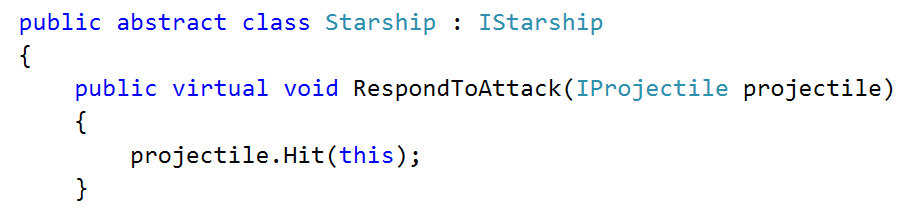 public abstract class Starship : IStarship
{
    public virtual void RespondToAttack(IProjectile projectile)
    {
        projectile.Hit(this);
    }